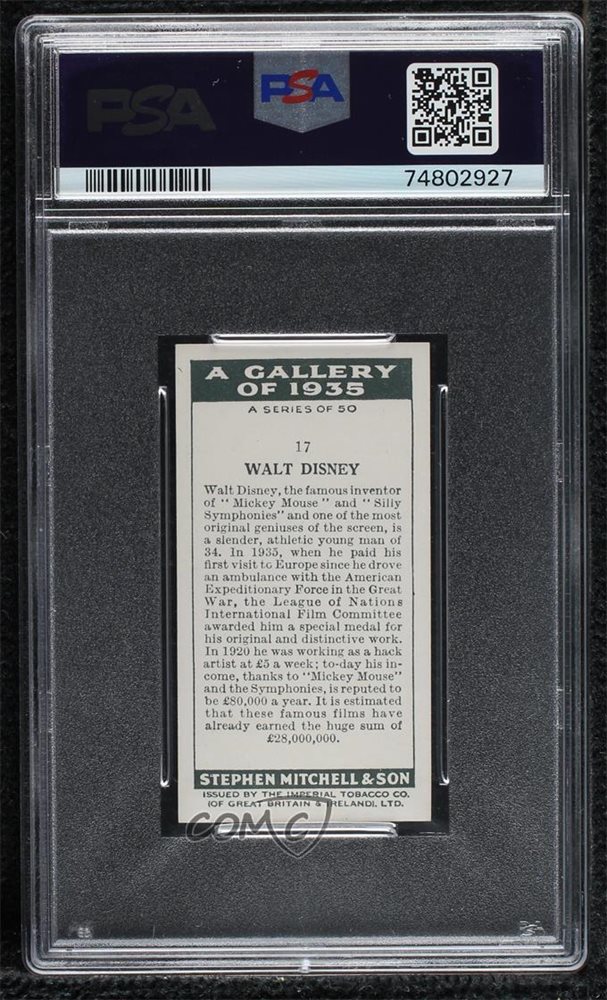 PSA
PSA
74802927
A GALLERY
OF 1935
A SERIES OF 50
17
WALT DISNEY
Walt Disney, the famous inventor
of "Mickey Mouse" and "Silly
Symphonies" and one of the most
original geniuses of the screen, is
a slender, athletic young man of
34. In 1935, when he paid his
first visit to Europe since he drove
an ambulance with the American
Expeditionary Force in the Great
War, the League of Nations
International Film Committee
awarded him a special medal for
his original and distinctive work.
In 1920 he was working as a hack
artist at £5 a week; to-day his in-
come, thanks to "Mickey Mouse"
and the Symphonies, is reputed to
be £80,000 a year. It is estimated
that these famous films have
already earned the huge sum of
£28,000,000.
STEPHEN MITCHELL & SON
ISSUED BY THE IMPERIAL TOBACCO CO.
(OF GREAT BRITAIN & IRELAND), LTD.
COMC